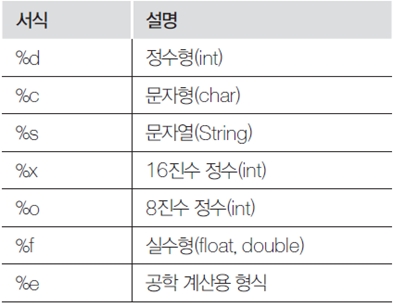 서식 설명
%d 정수형(int)
%c 문자형(char)
%s 문자열(String)
%x 16진수 정수(int)
%o 8진수 정수(int)
%f 실수형(float, double)
%e 공학 계산용 형식